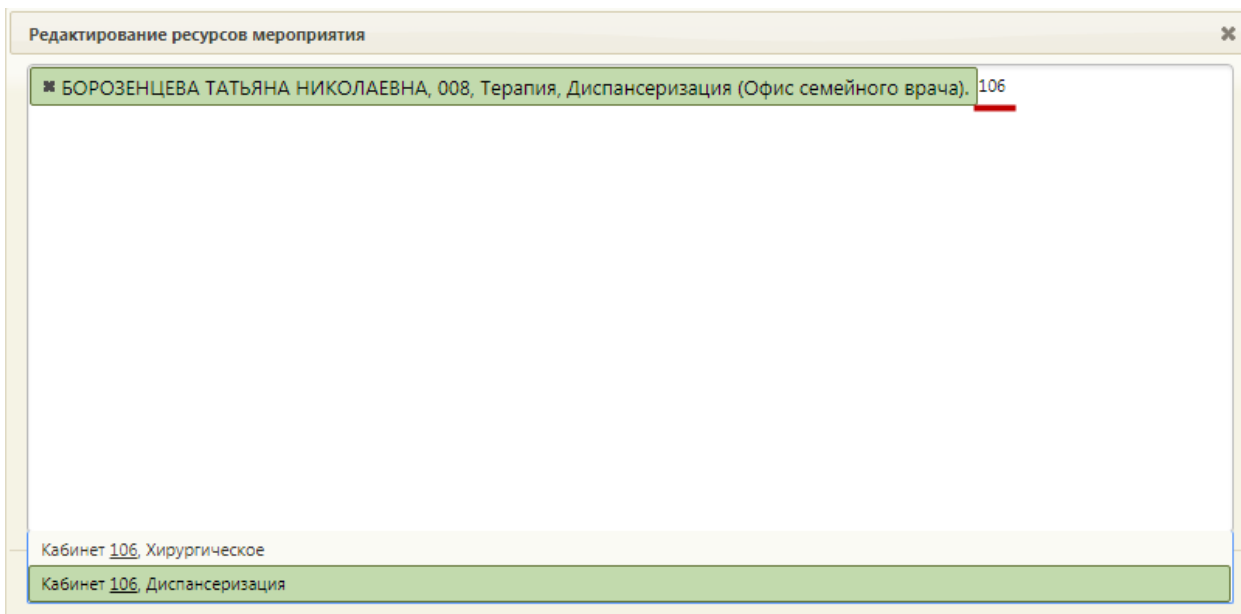 Редактирование ресурсов мероприятия
БОРОЗЕНЦЕВА ТАТЬЯНА НИКОЛАЕВНА, 008, Терапия, Диспансеризация (Офис семейного врача). 106
Кабинет 106, Хирургическое
Кабинет 106, Диспансеризация